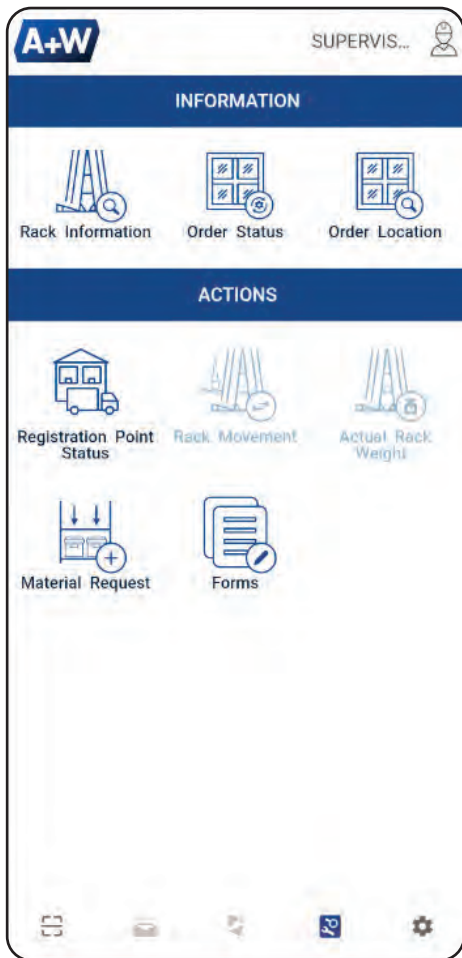 A+W
SUPERVIS...
INFORMATION
Rack Information
Order Status
Order Location
ACTIONS
Registration Point
Status
Rack Movement
Actual Rack
Weight
Material Request
Forms